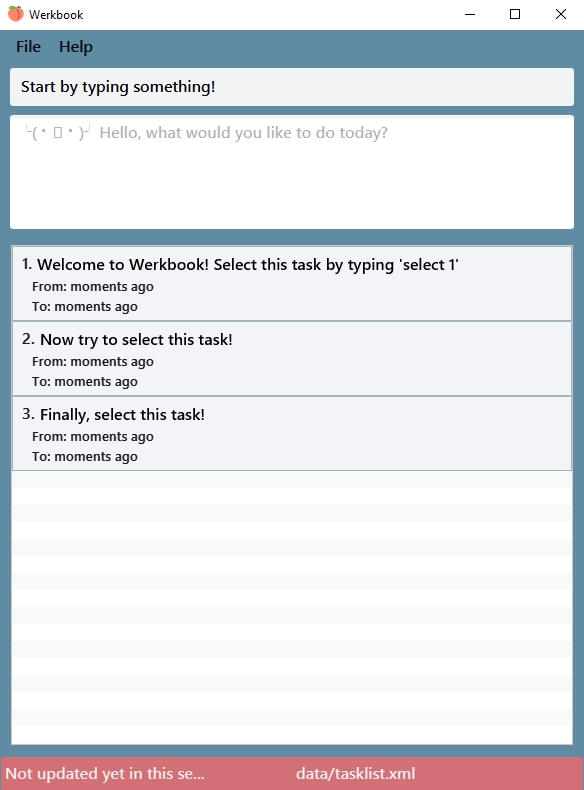 Werkbook
File Help
Start by typing something!
╰(･ ▯ ･)╯ Hello, what would you like to do today?
1. Welcome to Werkbook! Select this task by typing 'select 1'
From: moments ago
To: moments ago
2. Now try to select this task!
From: moments ago
To: moments ago
3. Finally, select this task!
From: moments ago
To: moments ago
Not updated yet in this se... data/tasklist.xml